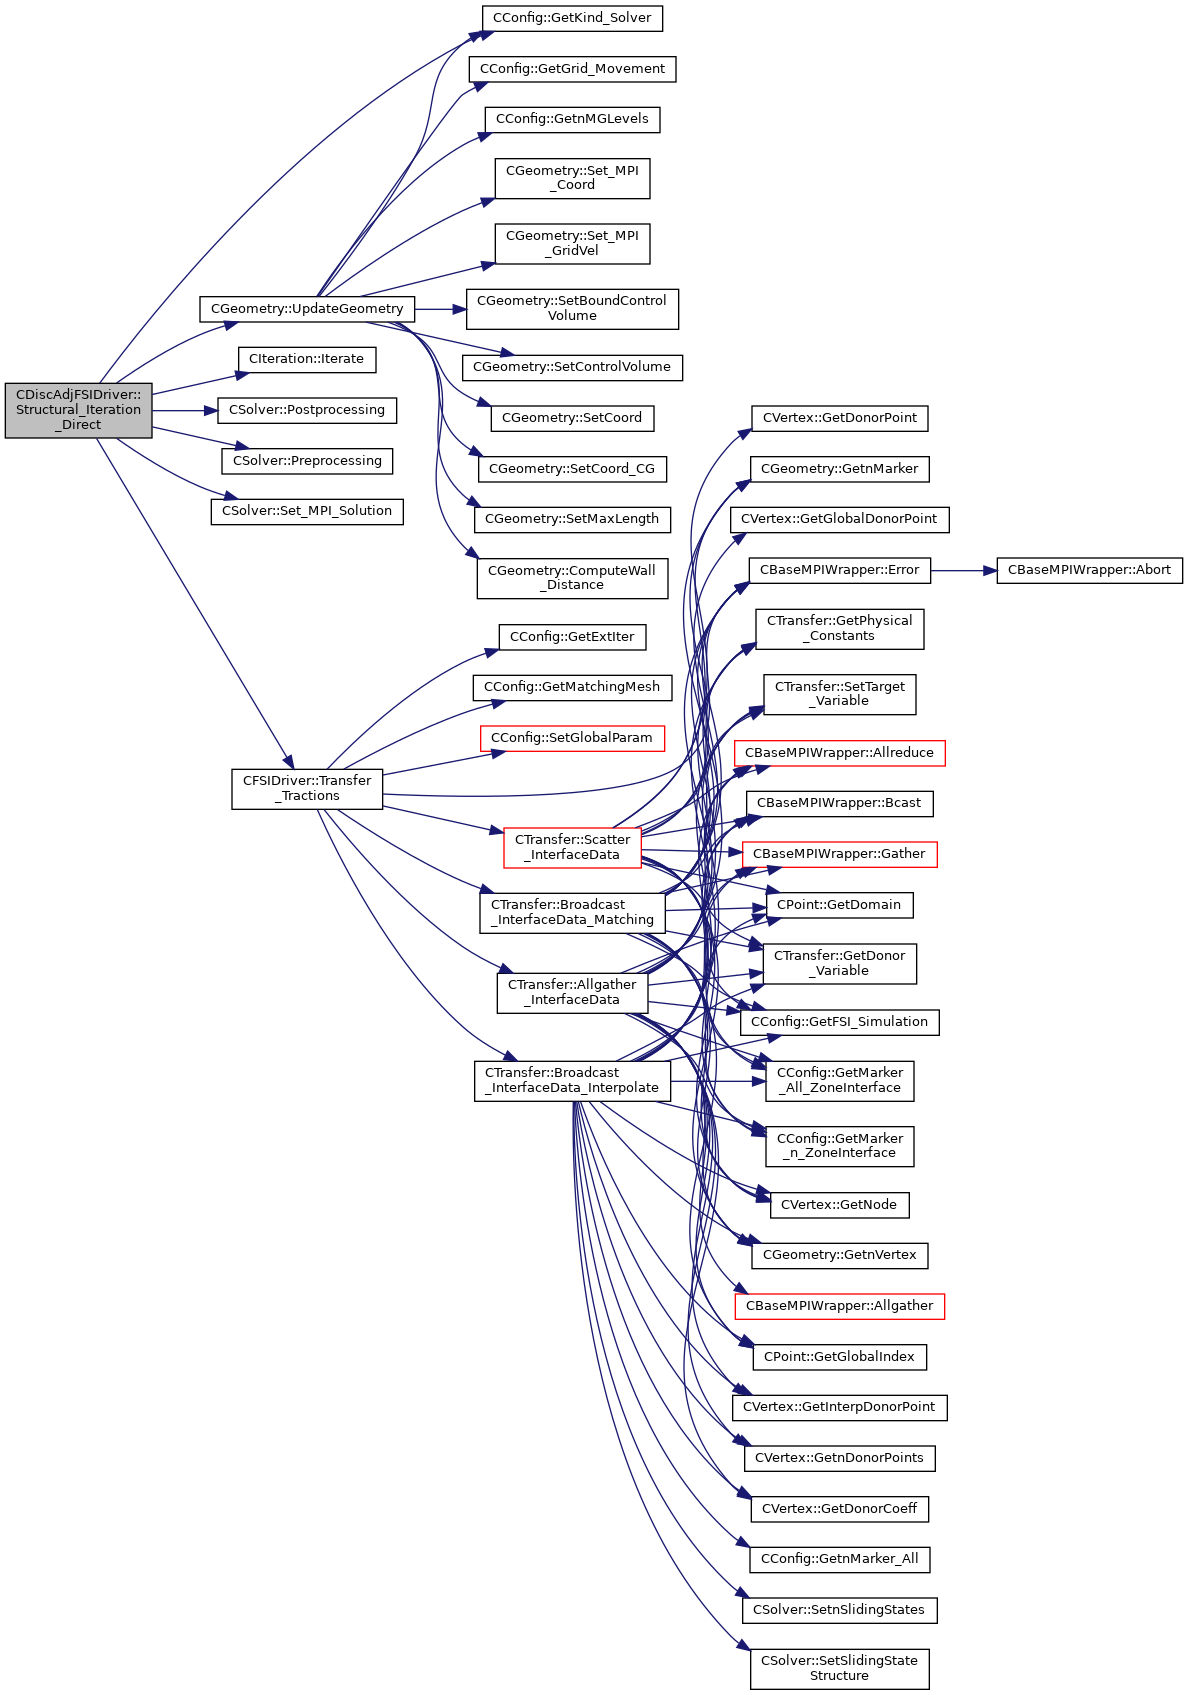 CDiscAdjFSIDriver::
Structural_Iteration
_Direct
CGeometry::UpdateGeometry
CIteration::Iterate
CSolver::Postprocessing
CSolver::Preprocessing
CSolver::Set_MPI_Solution
CFSIDriver::Transfer
_Tractions
CConfig::GetKind_Solver
CConfig::GetGrid_Movement
CConfig::GetnMGLevels
CGeometry::Set_MPI
_Coord
CGeometry::Set_MPI
_GridVel
CGeometry::SetBoundControl
Volume
CGeometry::SetControlVolume
CGeometry::SetCoord
CGeometry::SetCoord_CG
CGeometry::SetMaxLength
CGeometry::ComputeWall
_Distance
CConfig::GetExtIter
CConfig::GetMatchingMesh
CConfig::SetGlobalParam
CTransfer::Scatter
_InterfaceData
CTransfer::Broadcast
_InterfaceData_Matching
CTransfer::Allgather
_InterfaceData
CTransfer::Broadcast
_InterfaceData_Interpolate
CVertex::GetDonorPoint
CGeometry::GetnMarker
CVertex::GetGlobalDonorPoint
CBaseMPIWrapper::Error
CTransfer::GetPhysical
_Constants
CTransfer::SetTarget
_Variable
CBaseMPIWrapper::Allreduce
CBaseMPIWrapper::Bcast
CBaseMPIWrapper::Gather
CPoint::GetDomain
CTransfer::GetDonor
_Variable
CConfig::GetFSI_Simulation
CConfig::GetMarker
_All_ZoneInterface
CConfig::GetMarker
_n_ZoneInterface
CVertex::GetNode
CGeometry::GetnVertex
CBaseMPIWrapper::Allgather
CPoint::GetGlobalIndex
CVertex::GetInterpDonorPoint
CVertex::GetnDonorPoints
CVertex::GetDonorCoeff
CConfig::GetnMarker_All
CSolver::SetnSlidingStates
CSolver::SetSlidingState
Structure
CBaseMPIWrapper::Abort